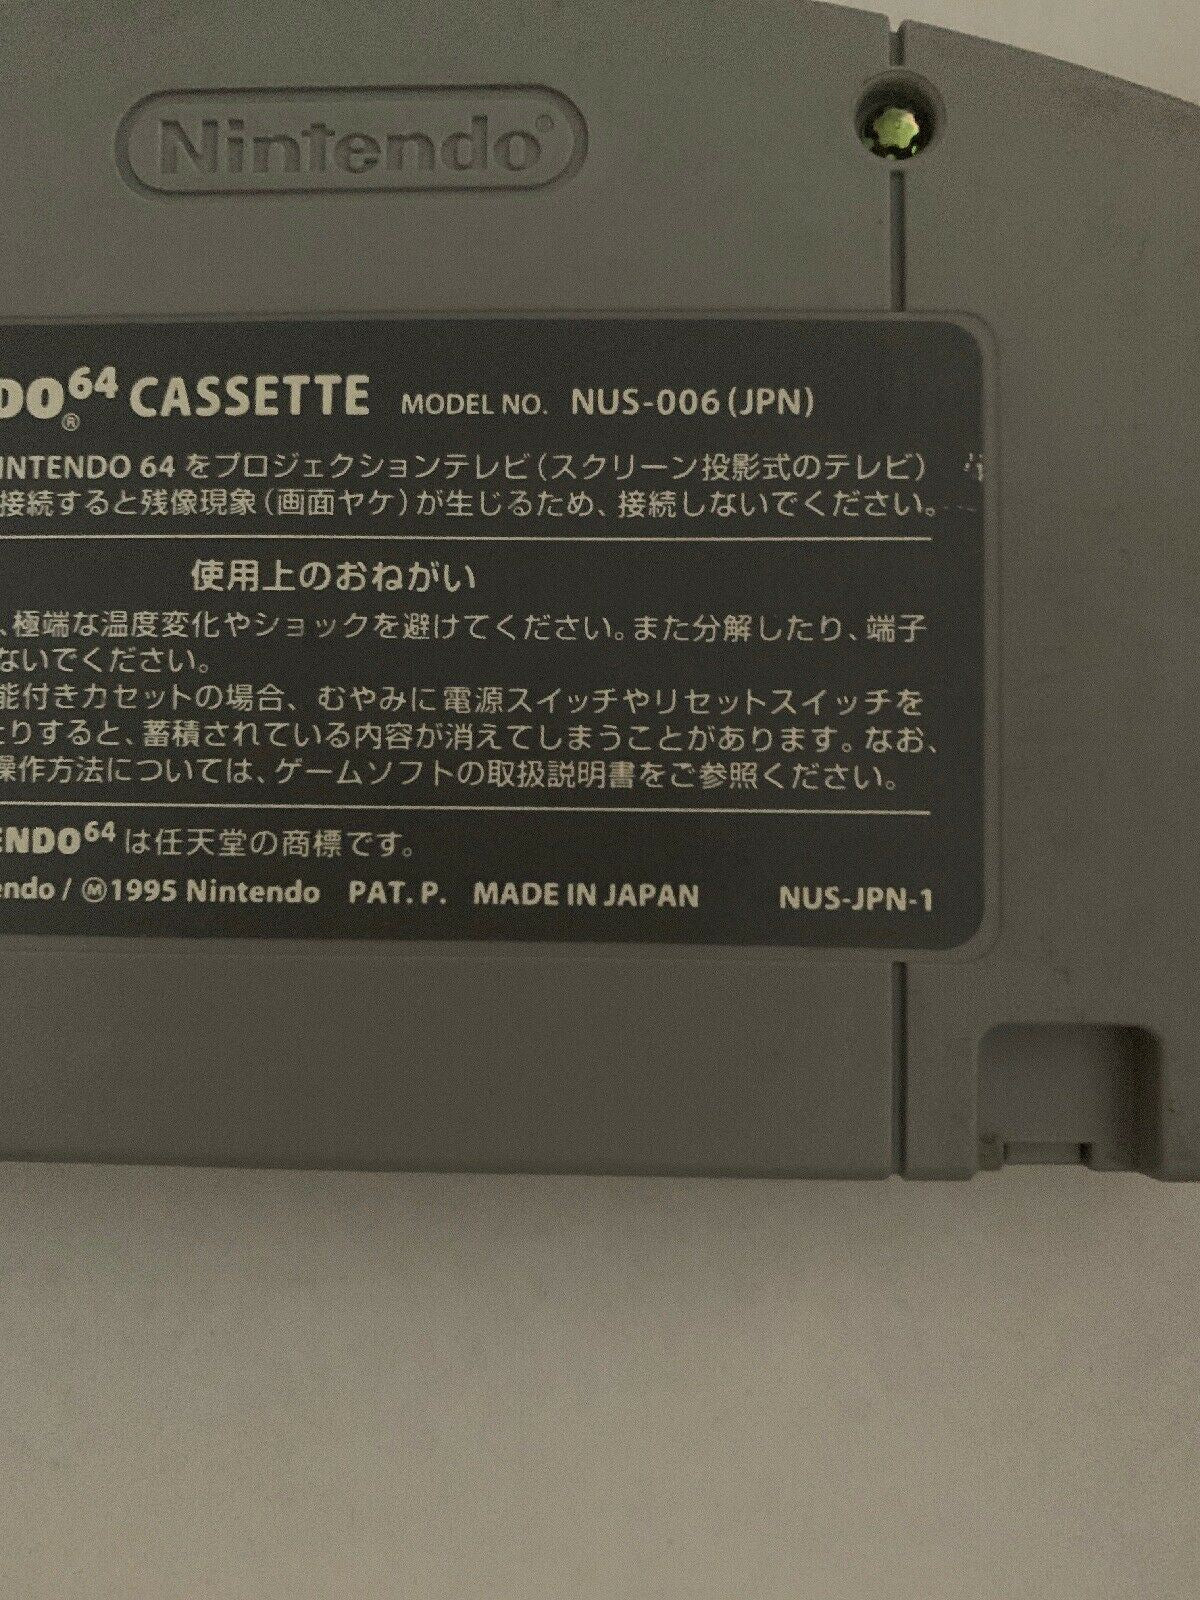 Nintendo®
DO64® CASSETTE MODEL NO. NUS-006(JPN)
NINTENDO 64 をプロジェクションテレビ(スクリーン投影式のテレビ)
接続すると残像現象(画面ヤケ)が生じるため、接続しないでください。
使用上のおねがい
、極端な温度変化やショックを避けてください。また分解したり、端子
ないでください。
能付きカセットの場合、むやみに電源スイッチやリセットスイッチを
たりすると、蓄積されている内容が消えてしまうことがあります。なお、
操作方法については、ゲームソフトの取扱説明書をご参照ください。
ENDO64 は任天堂の商標です。
endo / Ⓜ1995 Nintendo PAT. P. MADE IN JAPAN NUS-JPN-1